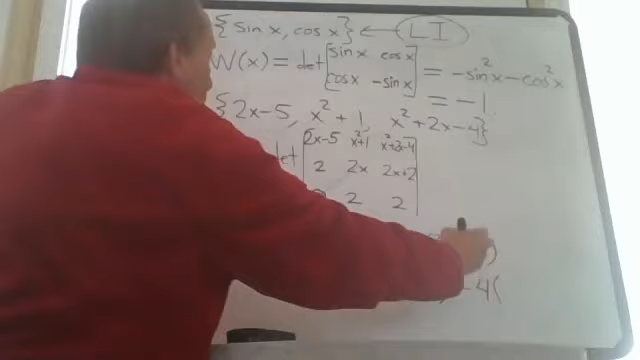 {sin x, cos x} ← LI
W(x) = det | sin x cos x |
| cos x -sin x | = -sin²x - cos²x
= -1
{2x-5, x²+1, x²+2x-4}
det | 2x-5 x²+1 x²+2x-4 |
2 2x 2x+2
2 2
)
-4(